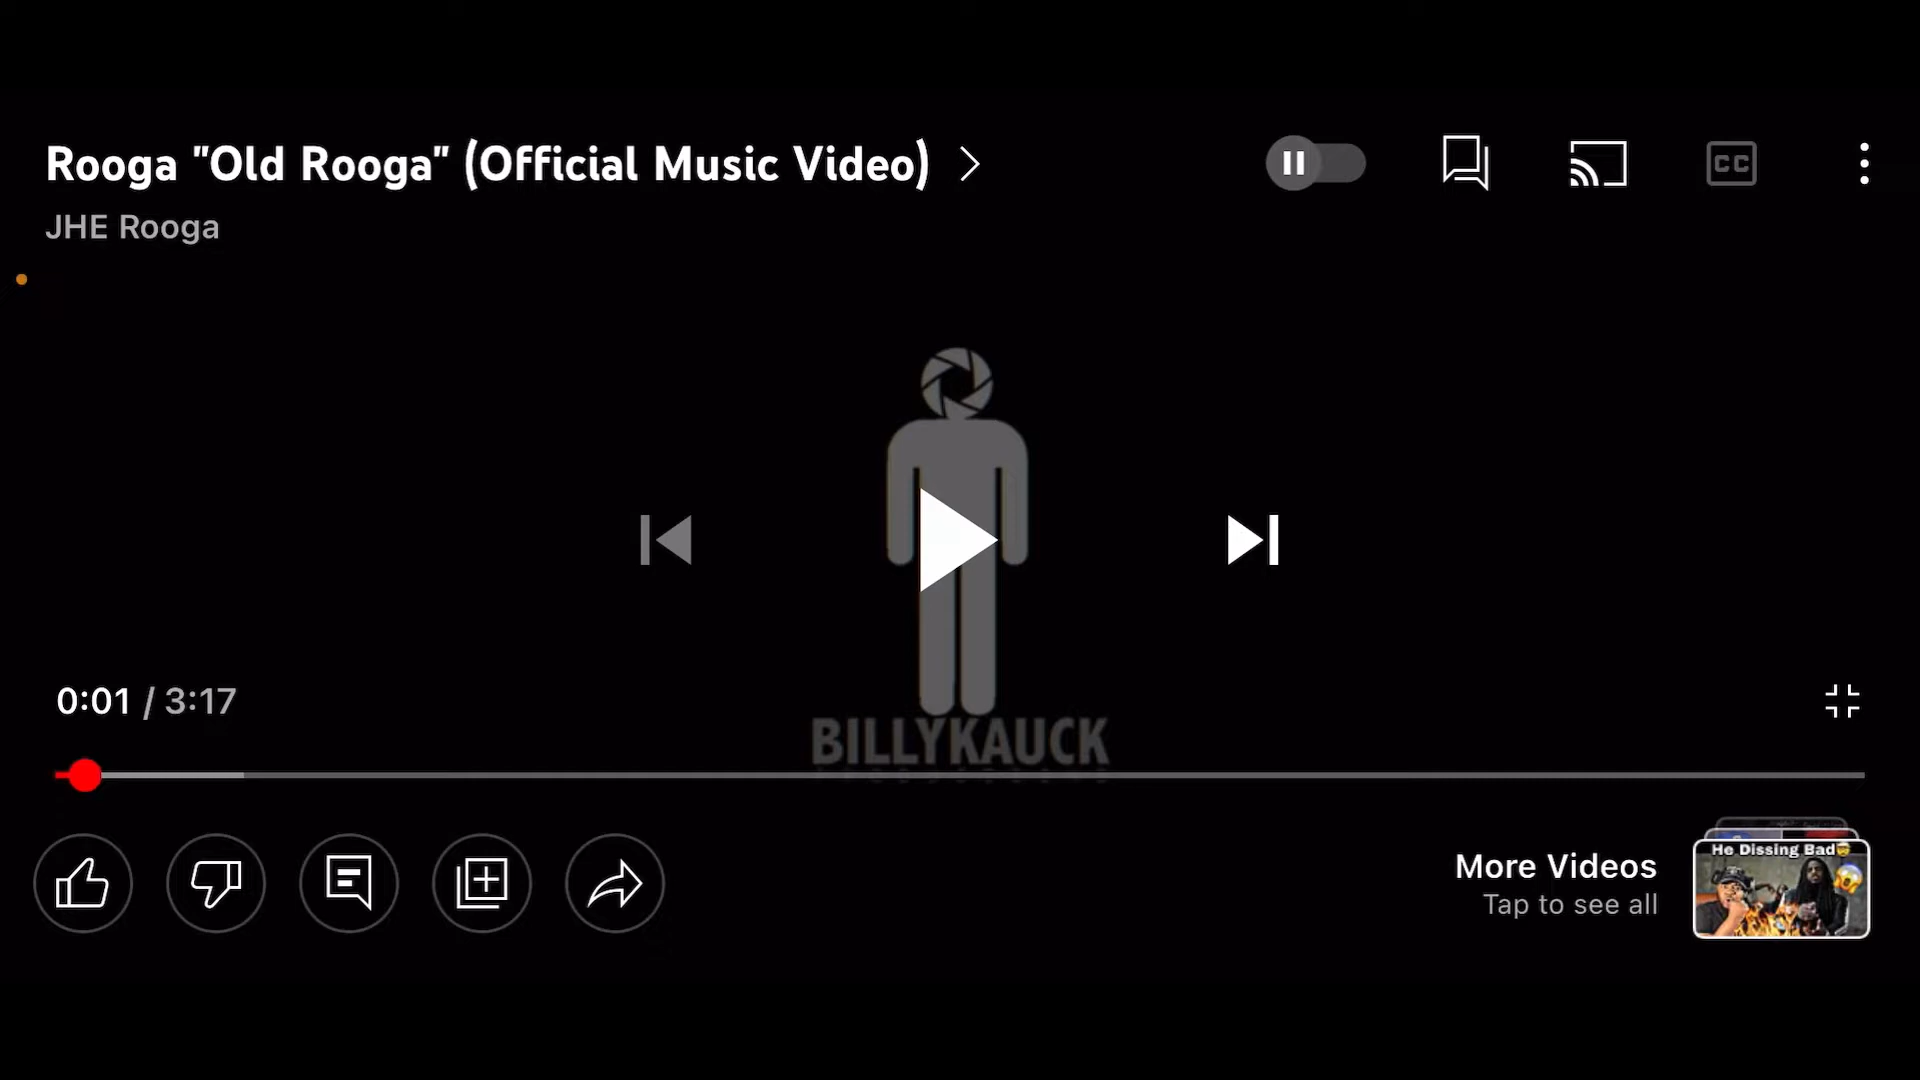 Rooga "Old Rooga" (Official Music Video)
JHE Rooga
CC
BILLYKAUCK
0:01 / 3:17
More Videos
Tap to see all
He Dissing Bad